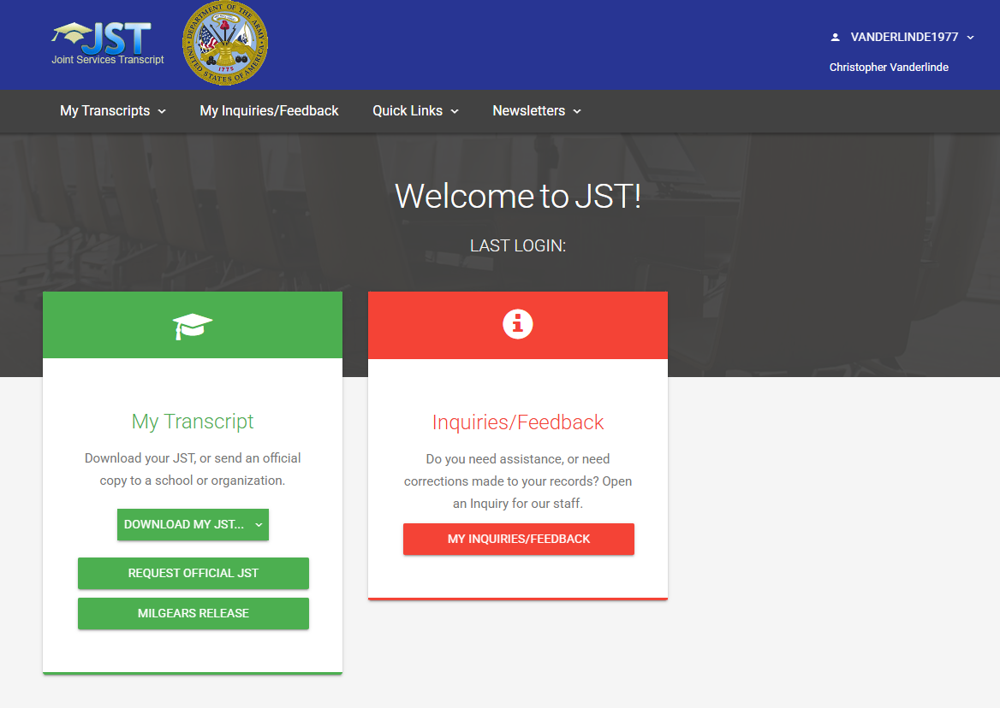 JST
Joint Services Transcript
DEPARTMENT OF THE ARMY
UNITED STATES OF AMERICA
1775
VANDERLINDE1977
Christopher Vanderlinde
My Transcripts
My Inquiries/Feedback
Quick Links
Newsletters
Welcome to JST!
LAST LOGIN:
My Transcript
Download your JST, or send an official
copy to a school or organization.
DOWNLOAD MY JST...
REQUEST OFFICIAL JST
MILGEARS RELEASE
Inquiries/Feedback
Do you need assistance, or need
corrections made to your records? Open
an Inquiry for our staff.
MY INQUIRIES/FEEDBACK